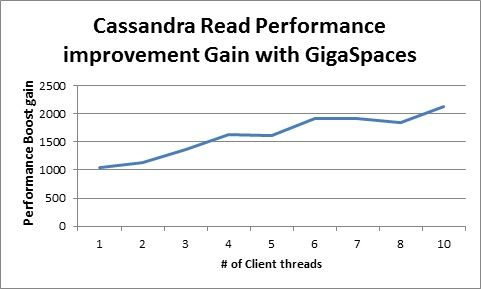 Cassandra Read Performance
improvement Gain with GigaSpaces
Performance Boost gain
2500
2000
1500
1000
500
0
1 2 3 4 5 6 7 8 10
# of Client threads